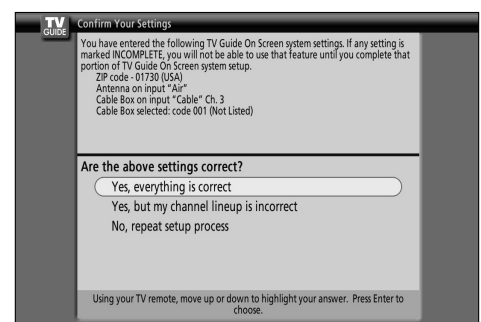 TV
GUIDE
Confirm Your Settings
You have entered the following TV Guide On Screen system settings. If any setting is
marked INCOMPLETE, you will not be able to use that feature until you complete that
portion of TV Guide On Screen system setup.
ZIP code - 01730 (USA)
Antenna on input "Air"
Cable Box on input "Cable" Ch. 3
Cable Box selected: code 001 (Not Listed)
Are the above settings correct?
Yes, everything is correct
Yes, but my channel lineup is incorrect
No, repeat setup process
Using your TV remote, move up or down to highlight your answer. Press Enter to
choose.